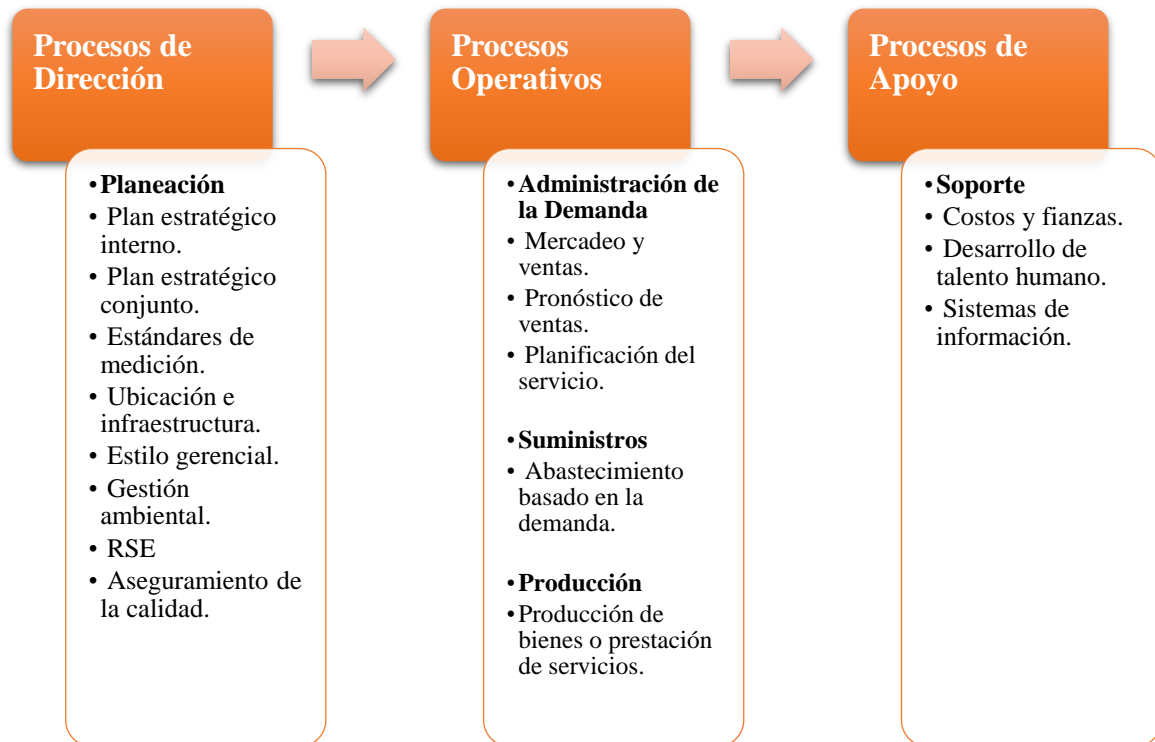 Procesos de
Dirección
•Planeación
• Plan estratégico
interno.
• Plan estratégico
conjunto.
• Estándares de
medición.
• Ubicación e
infraestructura.
• Estilo gerencial.
• Gestión
ambiental.
• RSE
• Aseguramiento de
la calidad.
Procesos
Operativos
•Administración de
la Demanda
• Mercadeo y
ventas.
• Pronóstico de
ventas.
• Planificación del
servicio.
•Suministros
• Abastecimiento
basado en la
demanda.
•Producción
•Producción de
bienes o prestación
de servicios.
Procesos de
Apoyo
•Soporte
• Costos y fianzas.
• Desarrollo de
talento humano.
• Sistemas de
información.